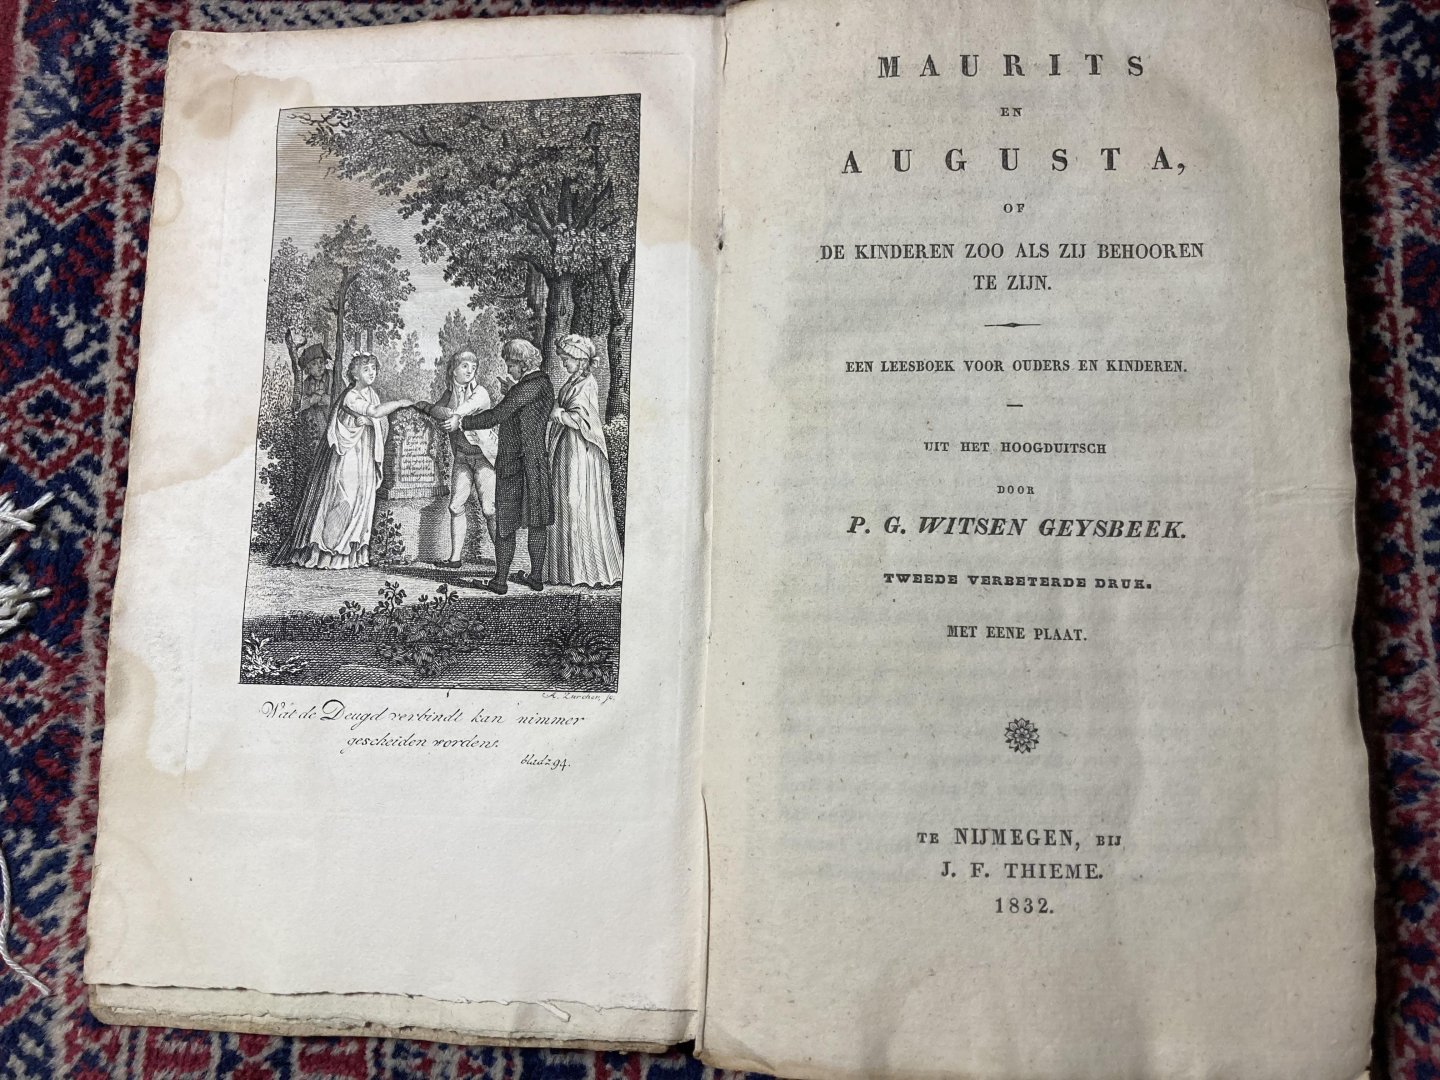 A. Zurcher, sc.
Wat de Deugd verbindt kan nimmer
gescheiden worden.
bladz 94.
MAURITS
EN
AUGUSTA,
OF
DE KINDEREN ZOO ALS ZIJ BEHOOREN
TE ZIJN.
EEN LEESBOEK VOOR OUDERS EN KINDEREN.
UIT HET HOOGDUITSCH
DOOR
P. G. WITSEN GEYSBEEK.
TWEEDE VERBETERDE DRUK.
MET EENE PLAAT.
TE NIJMEGEN, BIJ
J. F. THIEME.
1832.